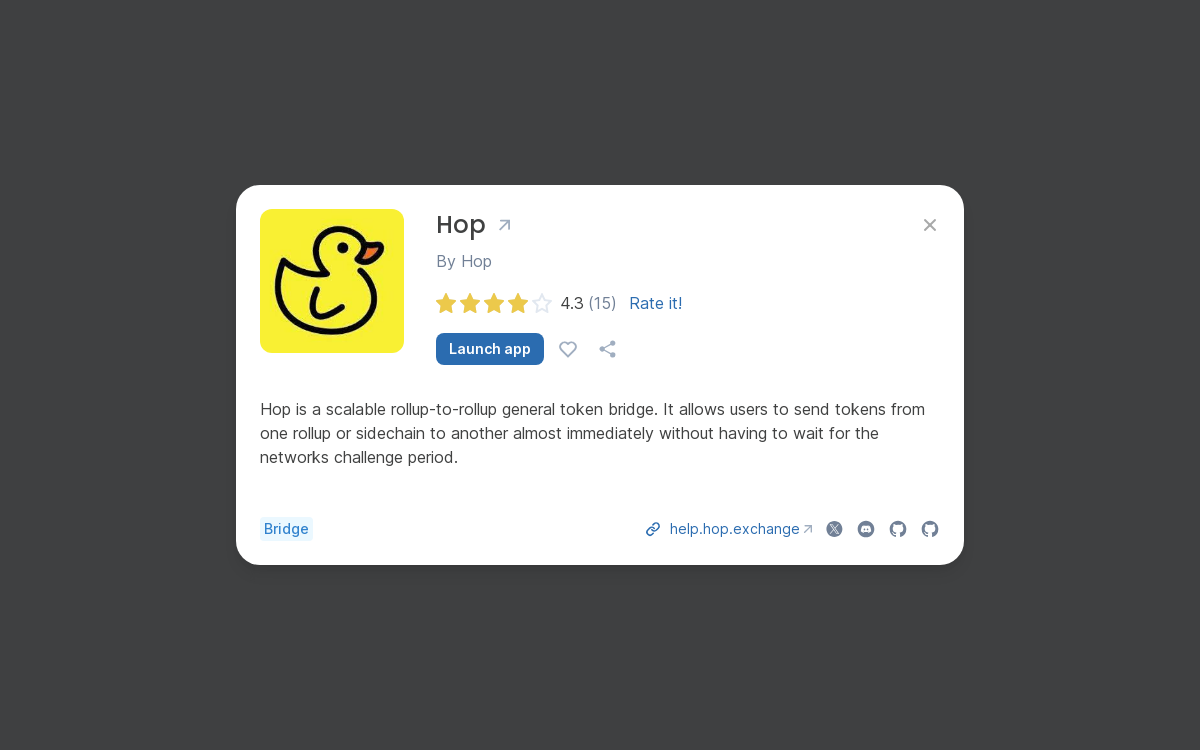 Hop
By Hop
4.3 (15) Rate it!
Launch app
Hop is a scalable rollup-to-rollup general token bridge. It allows users to send tokens from
one rollup or sidechain to another almost immediately without having to wait for the
networks challenge period.
Bridge
help.hop.exchange